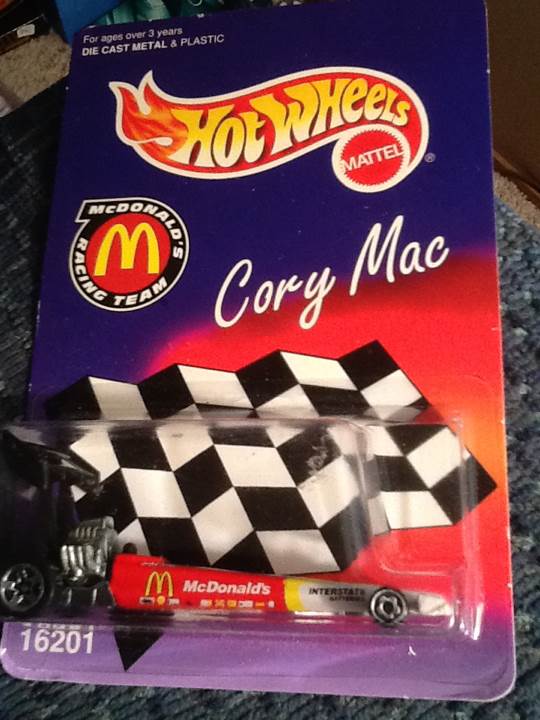 For ages over 3 years
DIE CAST METAL & PLASTIC
Hot Wheels
MATTEL
®
McDONALD'S
M
RACING TEAM
Cory Mac
McDonald's
INTERSTATE
BATTERIES
16201